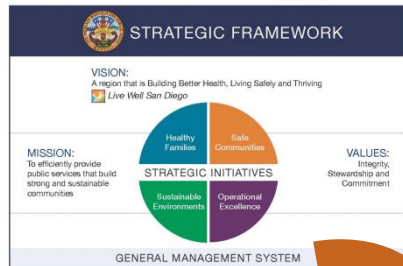 STRATEGIC FRAMEWORK
VISION:
A region that is Building Better Health, Living Safely and Thriving
Live Well San Diego
Healthy
Families
Safe
Communities
MISSION:
To efficiently provide
public services that build
strong and sustainable
communities
STRATEGIC INITIATIVES
VALUES:
Integrity,
Stewardship and
Commitment
Sustainable
Environments
Operational
Excellence
GENERAL MANAGEMENT SYSTEM